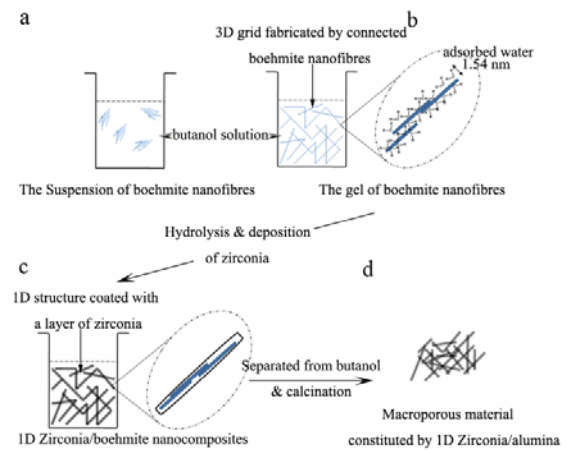 a
b
3D grid fabricated by connected
boehmite nanofibres
adsorbed water
1.54 nm
butanol solution
The Suspension of boehmite nanofibres
The gel of boehmite nanofibres
Hydrolysis & deposition
of zirconia
c
d
1D structure coated with
a layer of zirconia
Separated from butanol
& calcination
1D Zirconia/boehmite nanocomposites
Macroporous material
constituted by 1D Zirconia/alumina